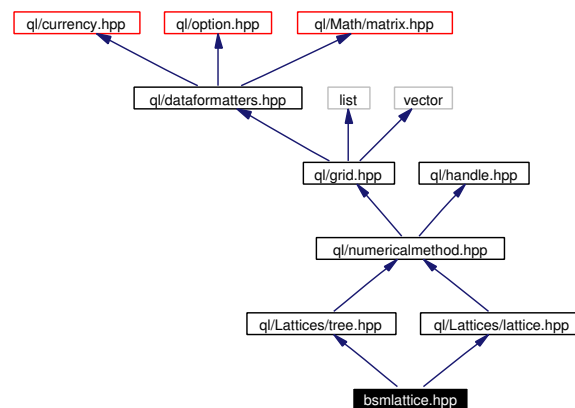 ql/currency.hpp ql/option.hpp ql/Math/matrix.hpp
ql/dataformatters.hpp list vector
ql/grid.hpp ql/handle.hpp
ql/numericalmethod.hpp
ql/Lattices/tree.hpp ql/Lattices/lattice.hpp
bsmlattice.hpp